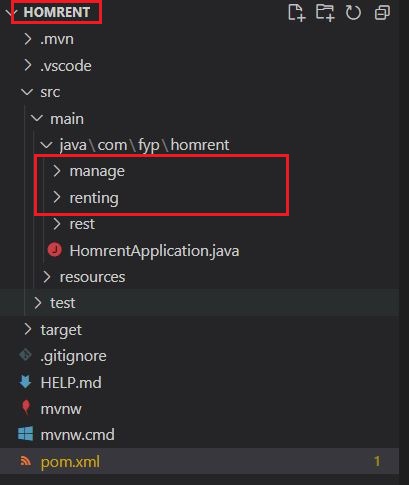 HOMRENT
.mvn
.vscode
src
main
java\com\fyp\homrent
manage
renting
rest
HomrentApplication.java
resources
test
target
.gitignore
HELP.md
mvnw
mvnw.cmd
pom.xml 1